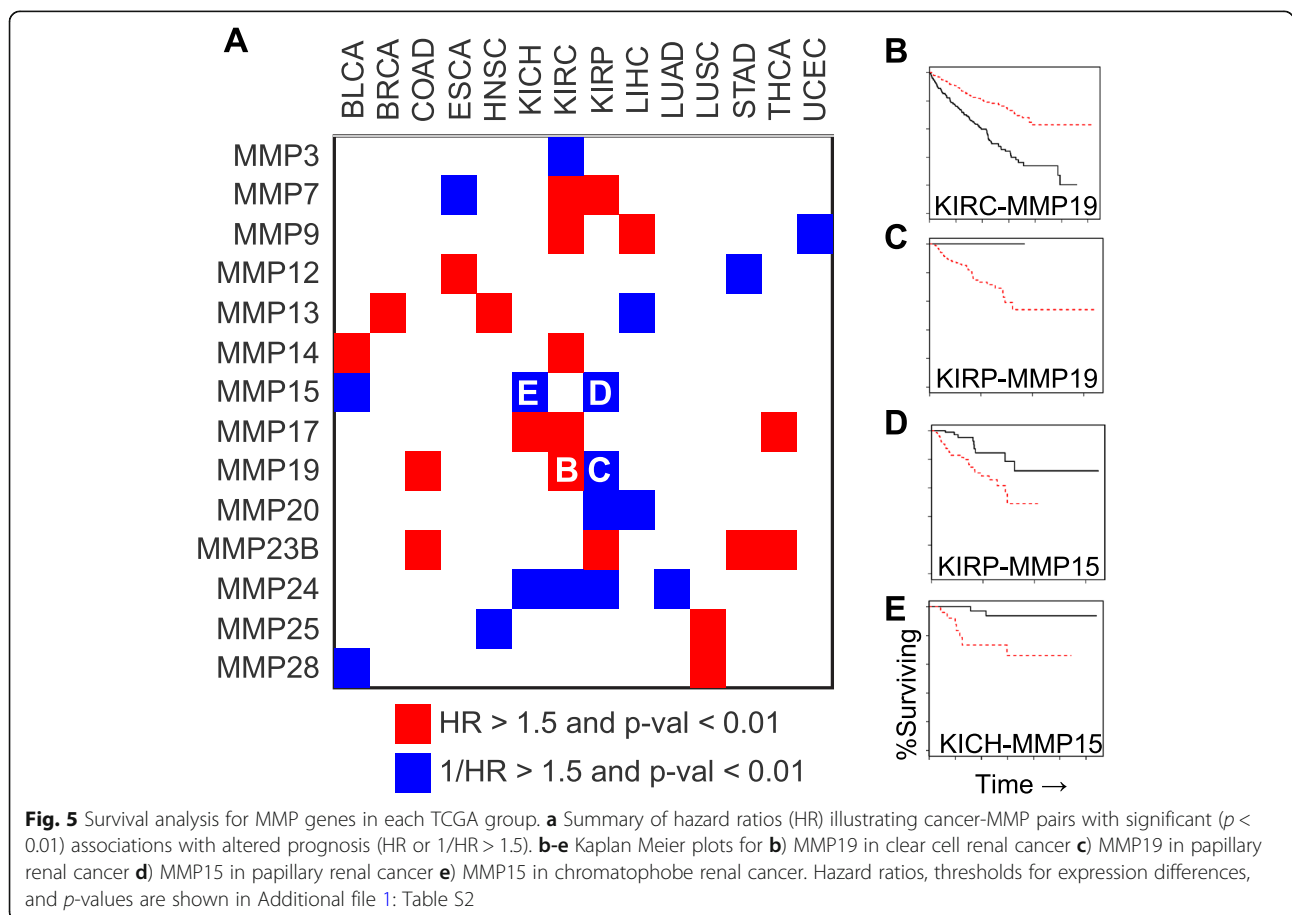 A
BLCA
BRCA
COAD
ESCA
HNSC
KICH
KIRC
KIRP
LIHC
LUAD
LUSC
STAD
THCA
UCEC
MMP3
MMP7
MMP9
MMP12
MMP13
MMP14
MMP15
E D
MMP17
MMP19
B C
MMP20
MMP23B
MMP24
MMP25
MMP28
HR > 1.5 and p-val < 0.01
1/HR > 1.5 and p-val < 0.01
B
KIRC-MMP19
C
KIRP-MMP19
D
KIRP-MMP15
E
%Surviving
KICH-MMP15
Time →
Fig. 5 Survival analysis for MMP genes in each TCGA group. a Summary of hazard ratios (HR) illustrating cancer-MMP pairs with significant (p <
0.01) associations with altered prognosis (HR or 1/HR > 1.5). b-e Kaplan Meier plots for b) MMP19 in clear cell renal cancer c) MMP19 in papillary
renal cancer d) MMP15 in papillary renal cancer e) MMP15 in chromatophobe renal cancer. Hazard ratios, thresholds for expression differences,
and p-values are shown in Additional file 1: Table S2